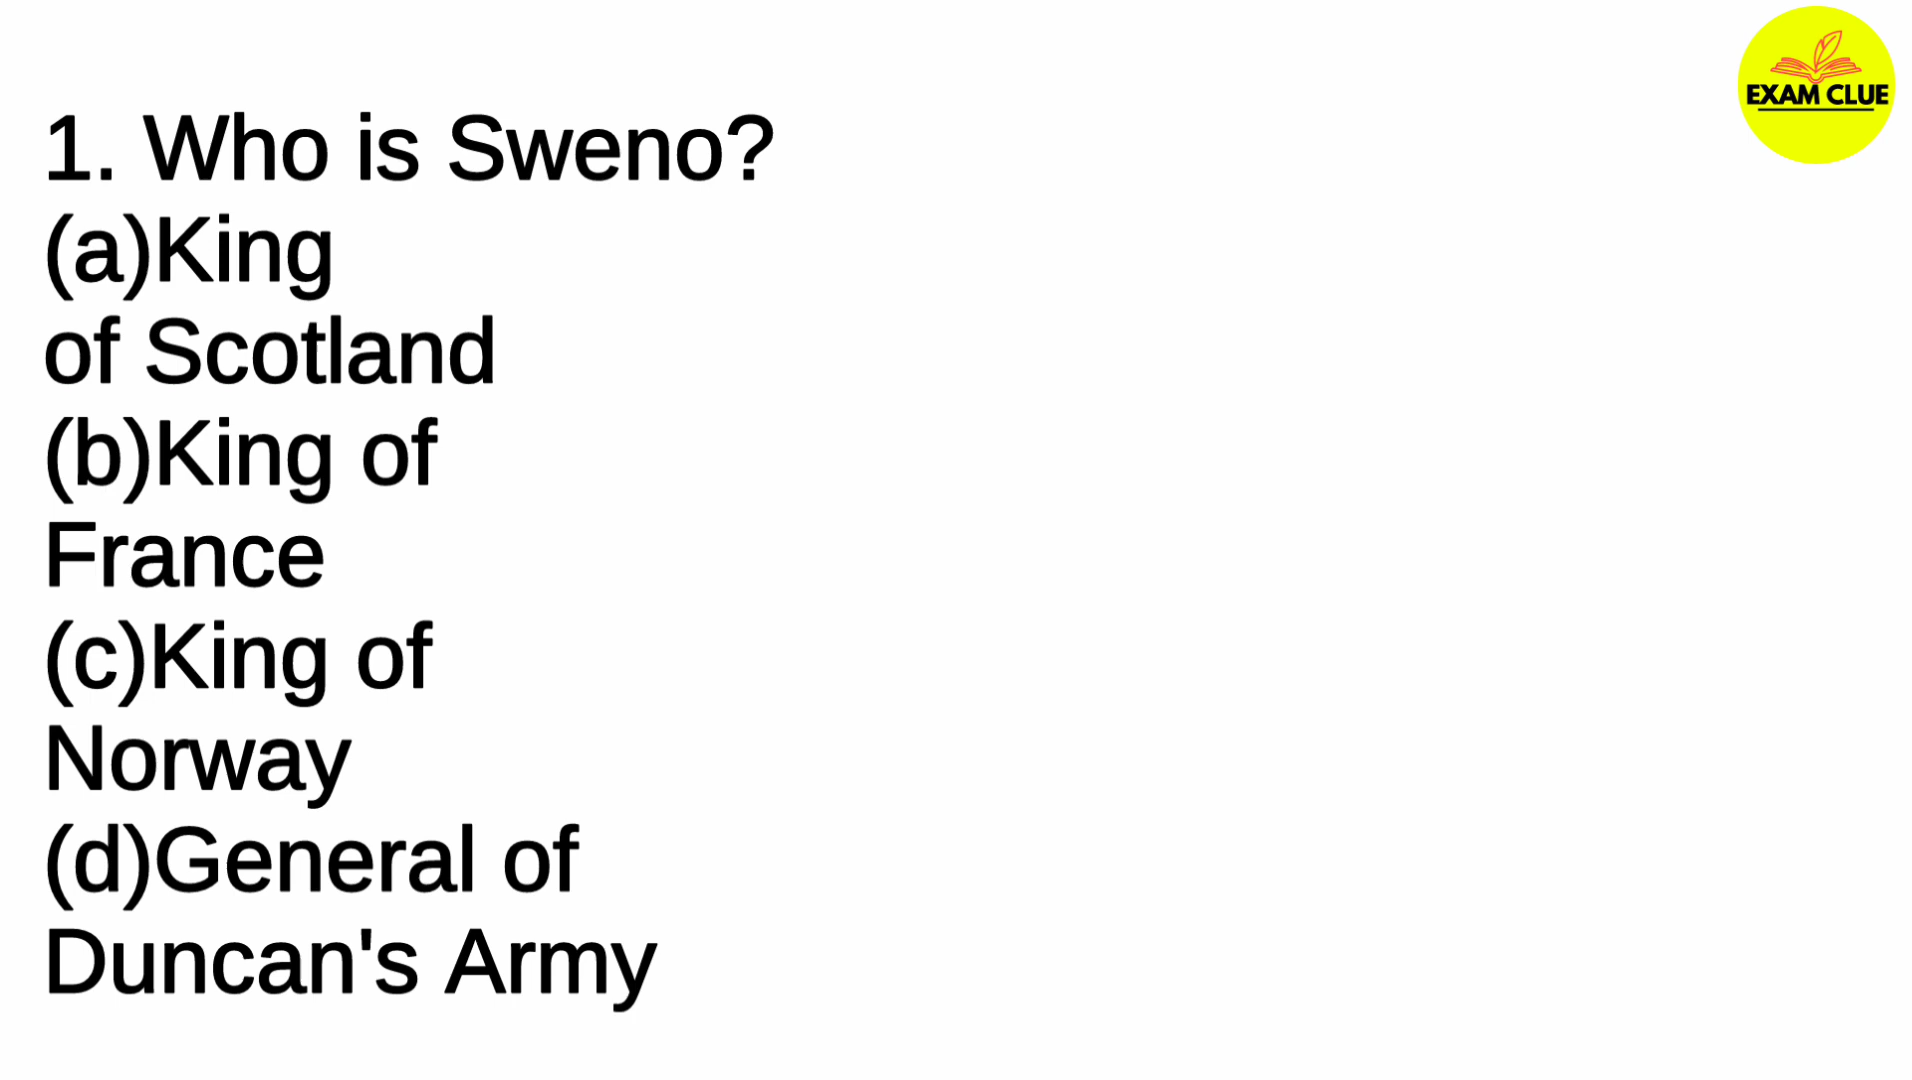 EXAM CLUE
1. Who is Sweno?
(a)King
of Scotland
(b)King of
France
(c)King of
Norway
(d)General of
Duncan's Army